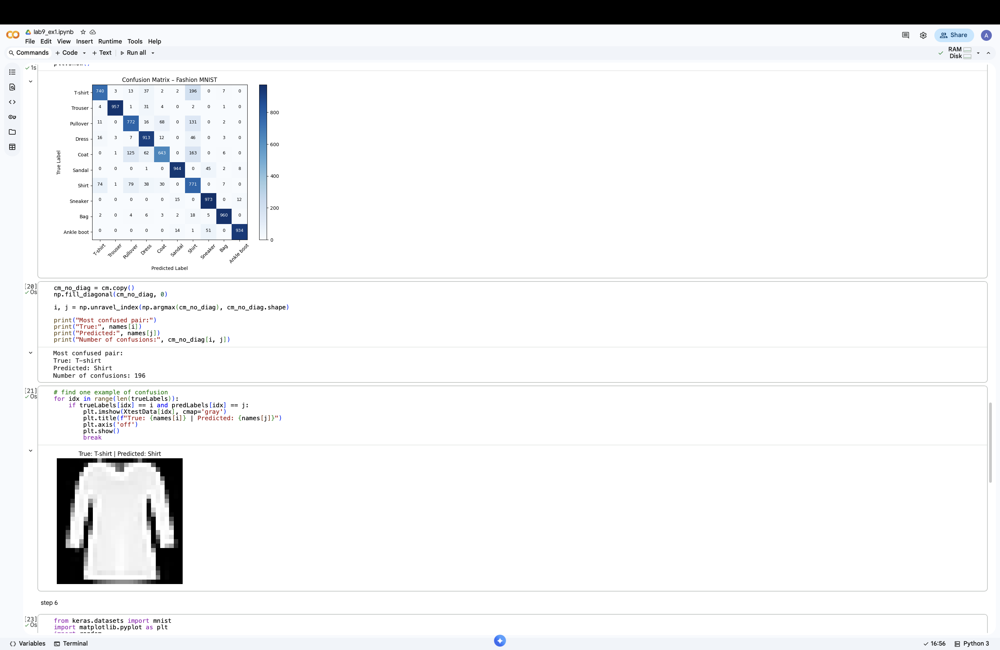 lab9_ex1.ipynb
File Edit View Insert Runtime Tools Help
Share
A
Commands + Code + Text Run all
RAM
Disk
1s
Confusion Matrix – Fashion MNIST
T-shirt 740 3 13 37 2 2 196 0 7 0
Trouser 4 957 1 31 4 0 2 0 1 0
Pullover 11 0 772 16 68 0 131 0 2 0
Dress 16 3 7 913 12 0 46 0 3 0
Coat 0 1 125 62 643 0 163 0 6 0
Sandal 0 0 0 1 0 944 0 45 2 8
Shirt 74 1 79 38 30 0 771 0 7 0
Sneaker 0 0 0 0 0 15 0 973 0 12
Bag 2 0 4 6 3 2 18 5 960 0
Ankle boot 0 0 0 0 0 14 1 51 0 934
True Label
T-shirt Trouser Pullover Dress Coat Sandal Shirt Sneaker Bag Ankle boot
Predicted Label
800
600
400
200
0
[20]
0s
cm_no_diag = cm.copy()
np.fill_diagonal(cm_no_diag, 0)
i, j = np.unravel_index(np.argmax(cm_no_diag), cm_no_diag.shape)
print("Most confused pair:")
print("True:", names[i])
print("Predicted:", names[j])
print("Number of confusions:", cm_no_diag[i, j])
Most confused pair:
True: T-shirt
Predicted: Shirt
Number of confusions: 196
[21]
0s
# find one example of confusion
for idx in range(len(trueLabels)):
    if trueLabels[idx] == i and predLabels[idx] == j:
        plt.imshow(XtestData[idx], cmap='gray')
        plt.title(f"True: {names[i]} | Predicted: {names[j]}")
        plt.axis('off')
        plt.show()
        break
True: T-shirt | Predicted: Shirt
step 6
[23]
0s
from keras.datasets import mnist
import matplotlib.pyplot as plt
Variables Terminal
16:56 Python 3